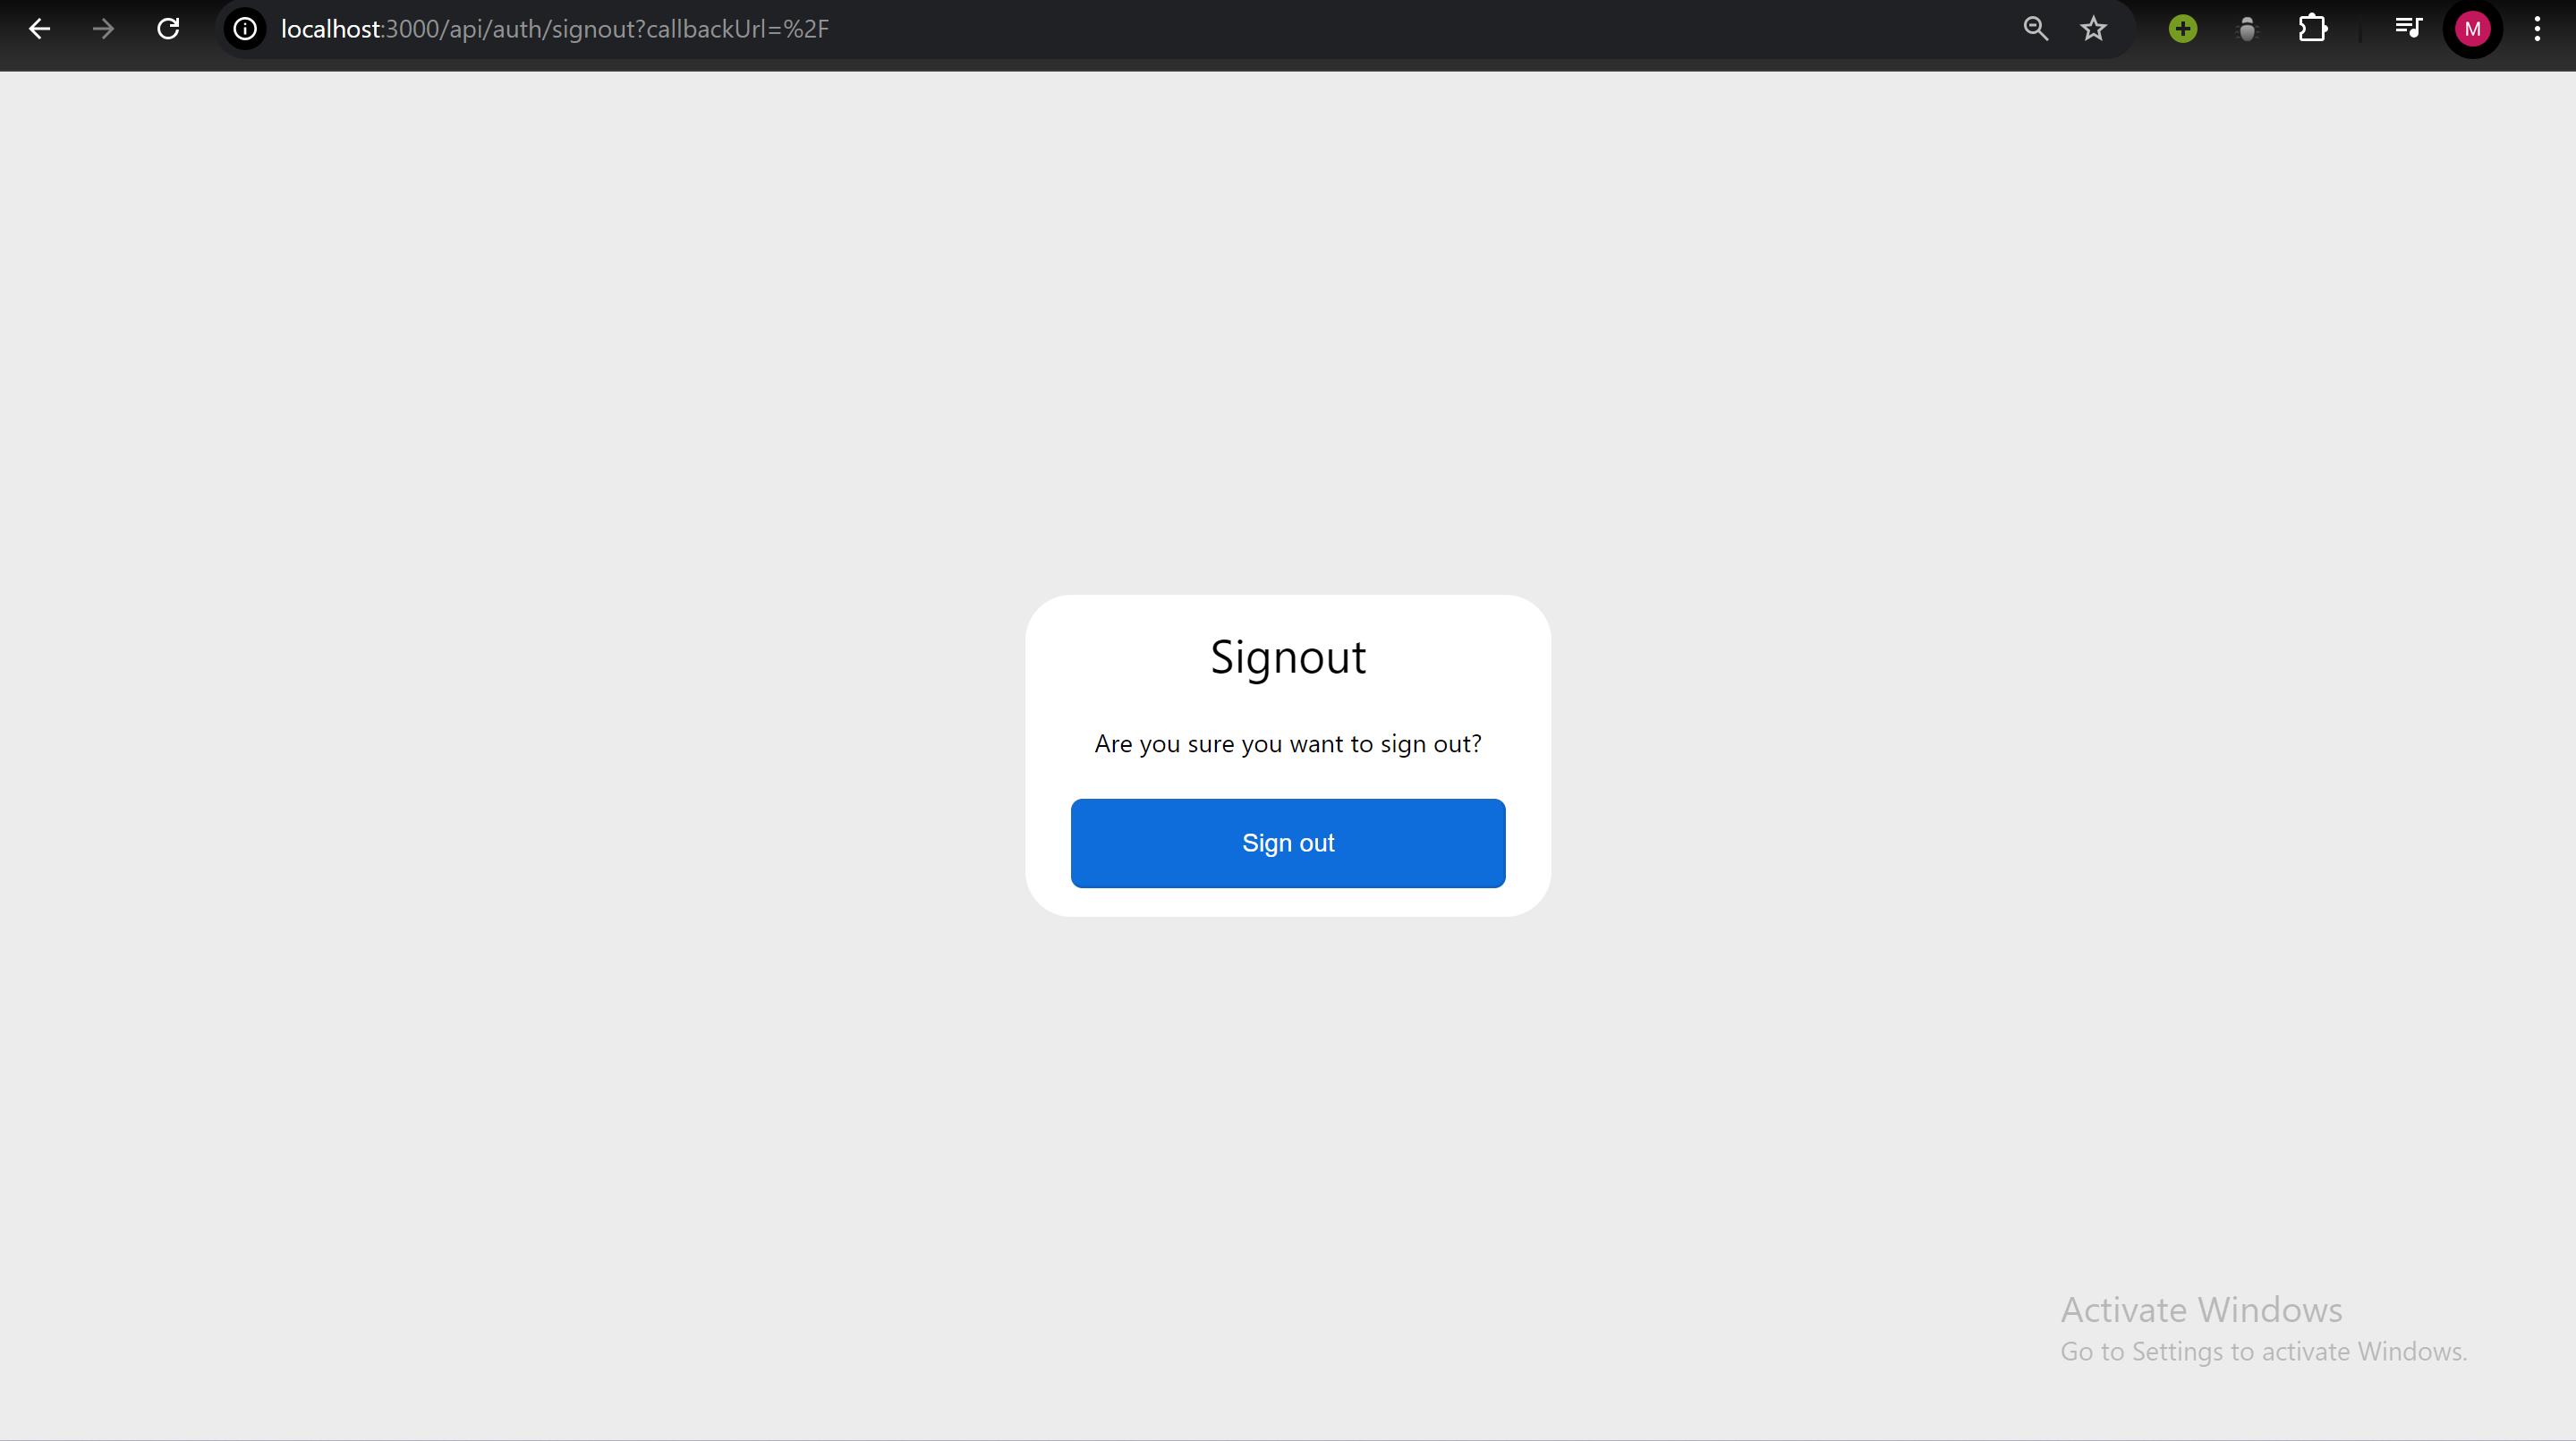 localhost:3000/api/auth/signout?callbackUrl=%2F
M
Signout
Are you sure you want to sign out?
Sign out
Activate Windows
Go to Settings to activate Windows.